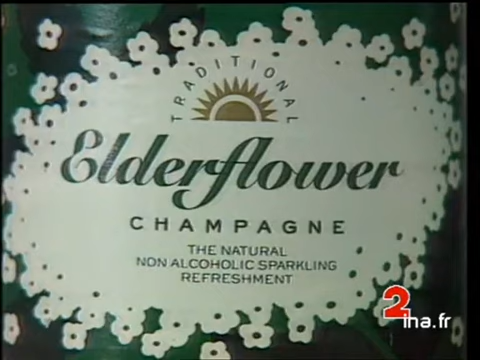 TRADITIONAL
Elderflower
CHAMPAGNE
THE NATURAL
NON ALCOHOLIC SPARKLING
REFRESHMENT
2
ina.fr